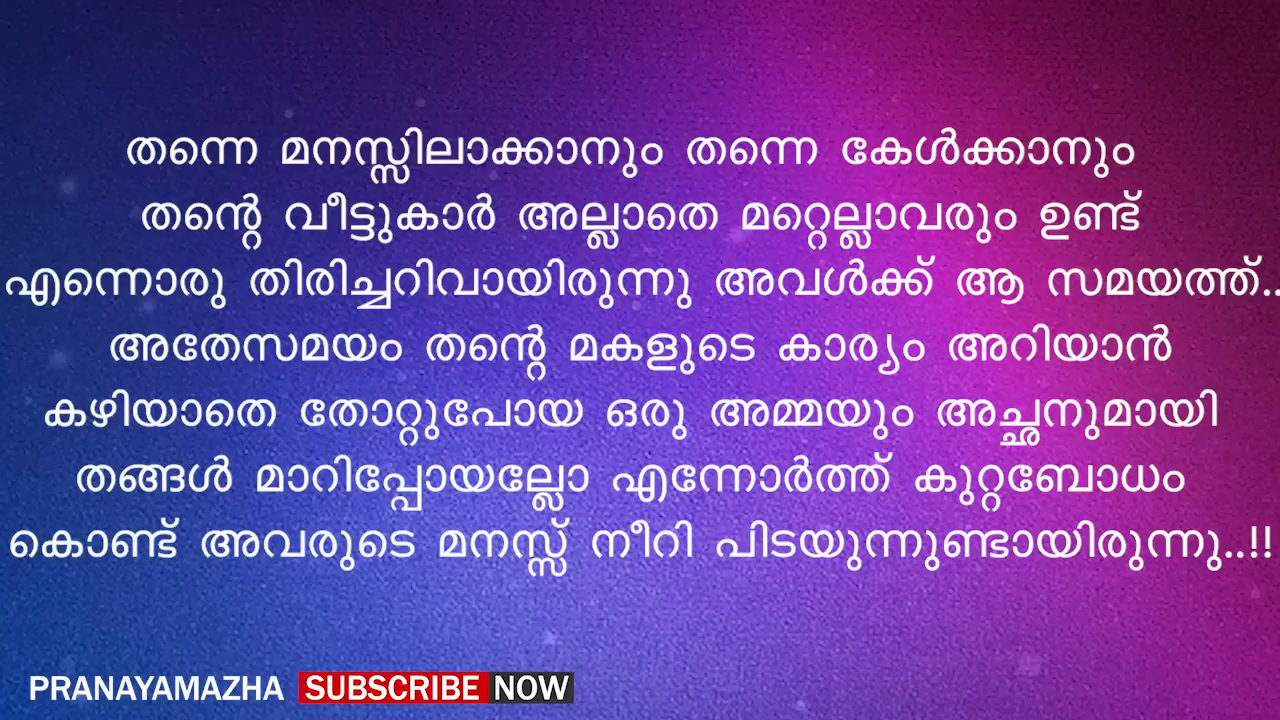 തന്നെ മനസ്സിലാക്കാനും തന്നെ കേൾക്കാനും
തന്റെ വീട്ടുകാർ അല്ലാതെ മറ്റെല്ലാവരും ഉണ്ട്
എന്നൊരു തിരിച്ചറിവായിരുന്നു അവൾക്ക് ആ സമയത്ത്..
അതേസമയം തന്റെ മകളുടെ കാര്യം അറിയാൻ
കഴിയാതെ തോറ്റുപോയ ഒരു അമ്മയും അച്ഛനുമായി
തങ്ങൾ മാറിപ്പോയല്ലോ എന്നോർത്ത് കുറ്റബോധം
കൊണ്ട് അവരുടെ മനസ്സ് നീറി പിടയുന്നുണ്ടായിരുന്നു..!!
PRANAYAMAZHA SUBSCRIBE NOW